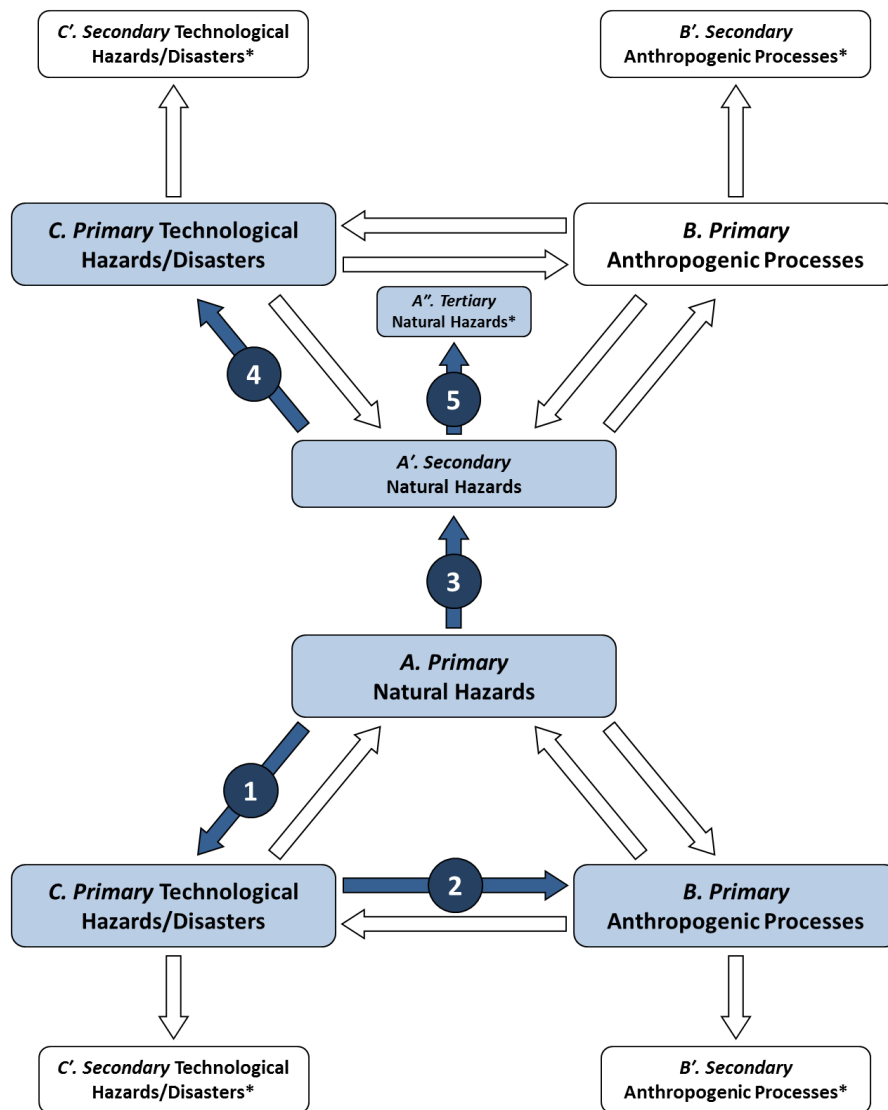 C′. Secondary Technological
Hazards/Disasters*
B′. Secondary
Anthropogenic Processes*
C. Primary Technological
Hazards/Disasters
B. Primary
Anthropogenic Processes
A″. Tertiary
Natural Hazards*
4
5
A′. Secondary
Natural Hazards
3
A. Primary
Natural Hazards
1
C. Primary Technological
Hazards/Disasters
2
B. Primary
Anthropogenic Processes
C′. Secondary Technological
Hazards/Disasters*
B′. Secondary
Anthropogenic Processes*